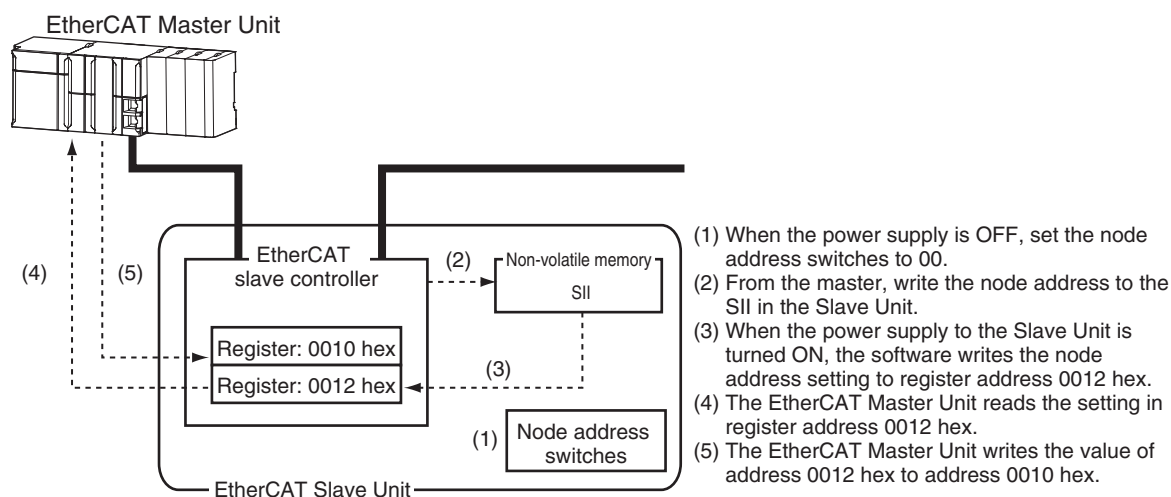 EtherCAT Master Unit
(4)
(5)
EtherCAT
slave controller
(2)
Non-volatile memory
SII
Register: 0010 hex
Register: 0012 hex
(3)
(1)
Node address
switches
EtherCAT Slave Unit
(1) When the power supply is OFF, set the node
address switches to 00.
(2) From the master, write the node address to the
SII in the Slave Unit.
(3) When the power supply to the Slave Unit is
turned ON, the software writes the node
address setting to register address 0012 hex.
(4) The EtherCAT Master Unit reads the setting in
register address 0012 hex.
(5) The EtherCAT Master Unit writes the value of
address 0012 hex to address 0010 hex.